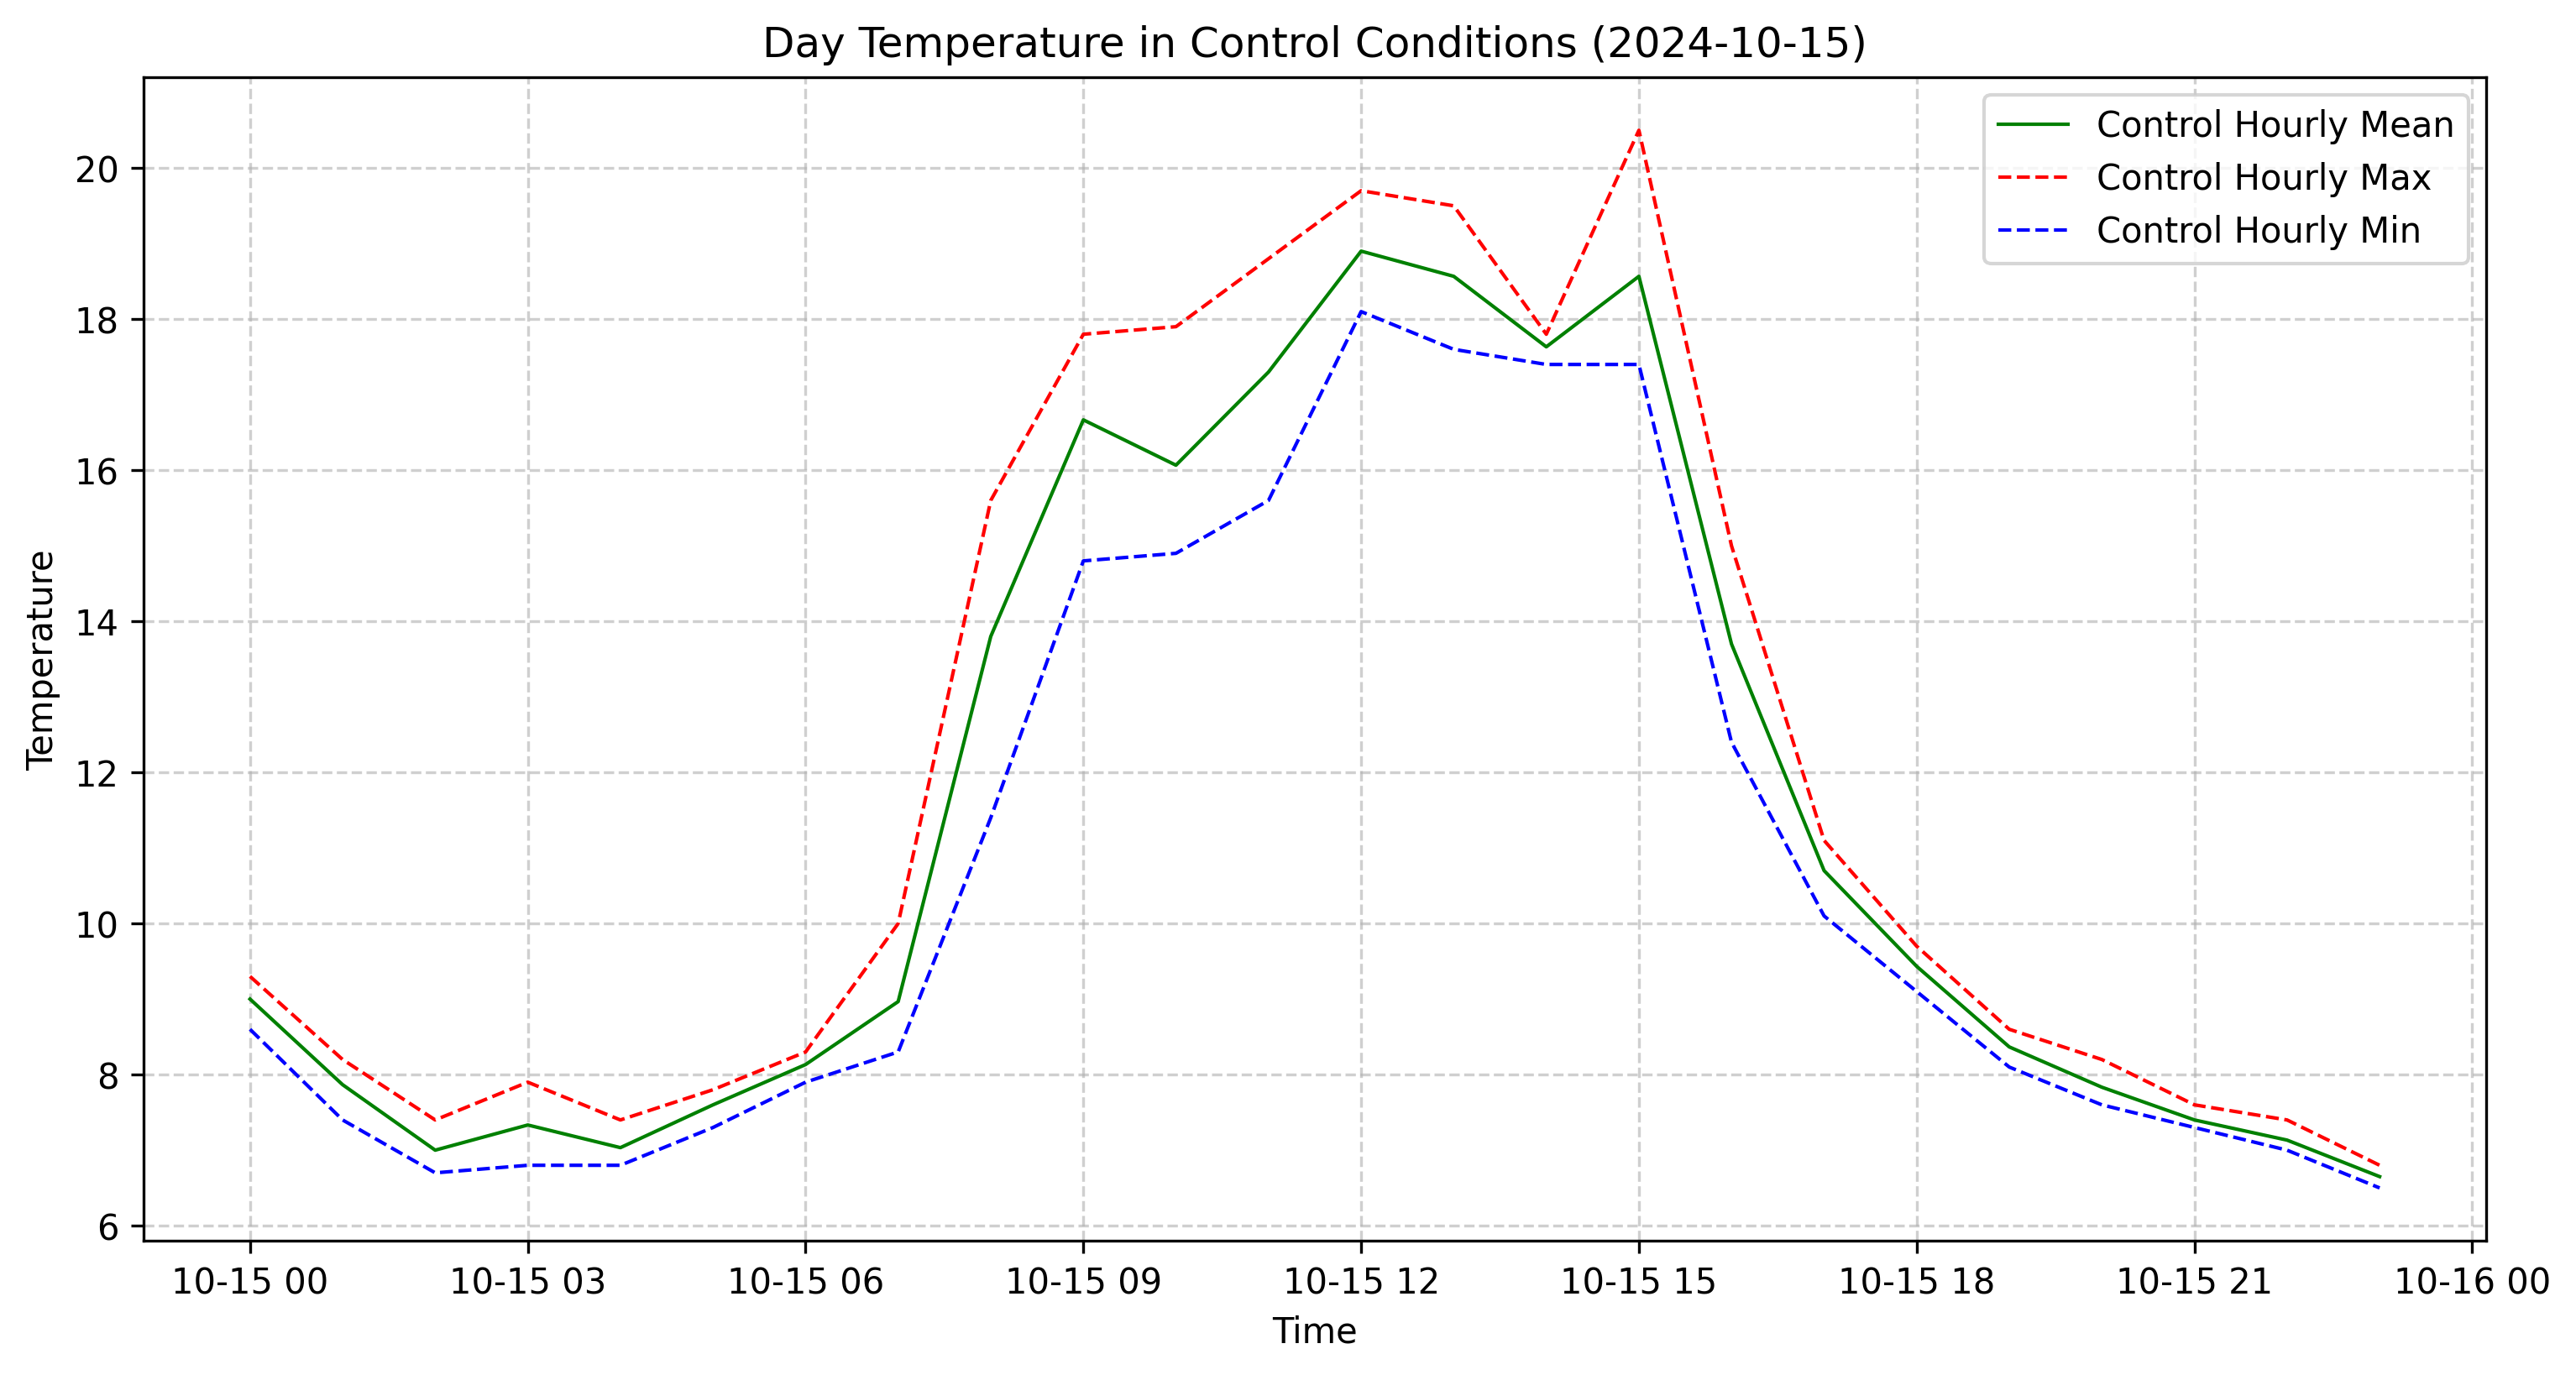 Day Temperature in Control Conditions (2024-10-15)
Control Hourly Mean
Control Hourly Max
Control Hourly Min
Temperature
20
18
16
14
12
10
8
6
10-15 00
10-15 03
10-15 06
10-15 09
10-15 12
10-15 15
10-15 18
10-15 21
10-16 00
Time